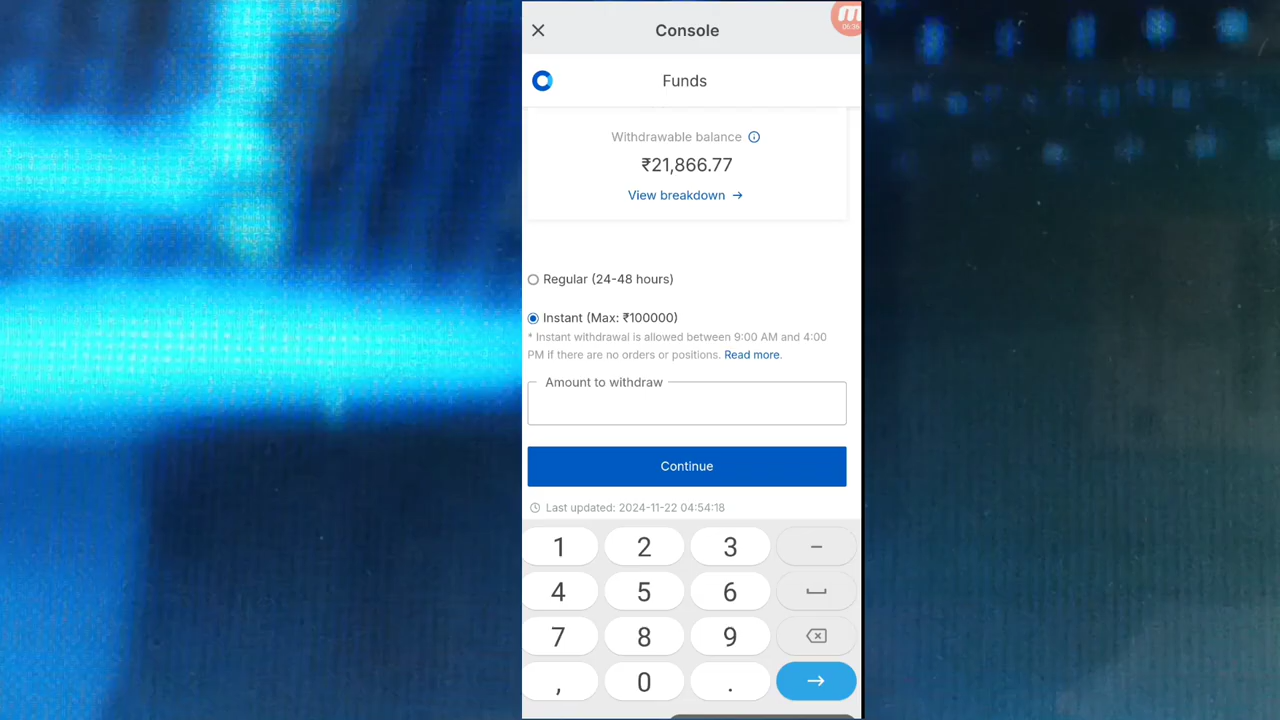 Console
Funds
Withdrawable balance
₹21,866.77
View breakdown →
Regular (24-48 hours)
Instant (Max: ₹100000)
* Instant withdrawal is allowed between 9:00 AM and 4:00
PM if there are no orders or positions. Read more.
Amount to withdraw
Continue
Last updated: 2024-11-22 04:54:18
1 2 3 -
4 5 6
7 8 9
, 0 .